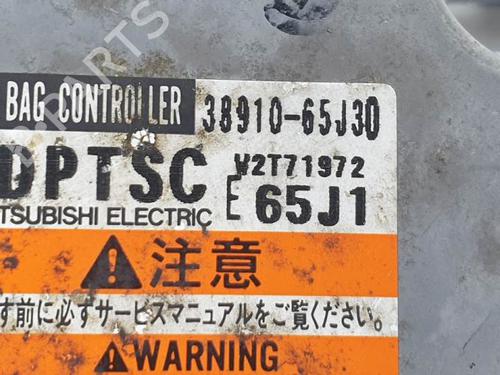 BAG CONTROLLER 38910-65J30
DPTSC W2T71972
TSUBISHI ELECTRIC E 65J1
注意
す前に必ずサービスマニュアルをご覧ください。
WARNING